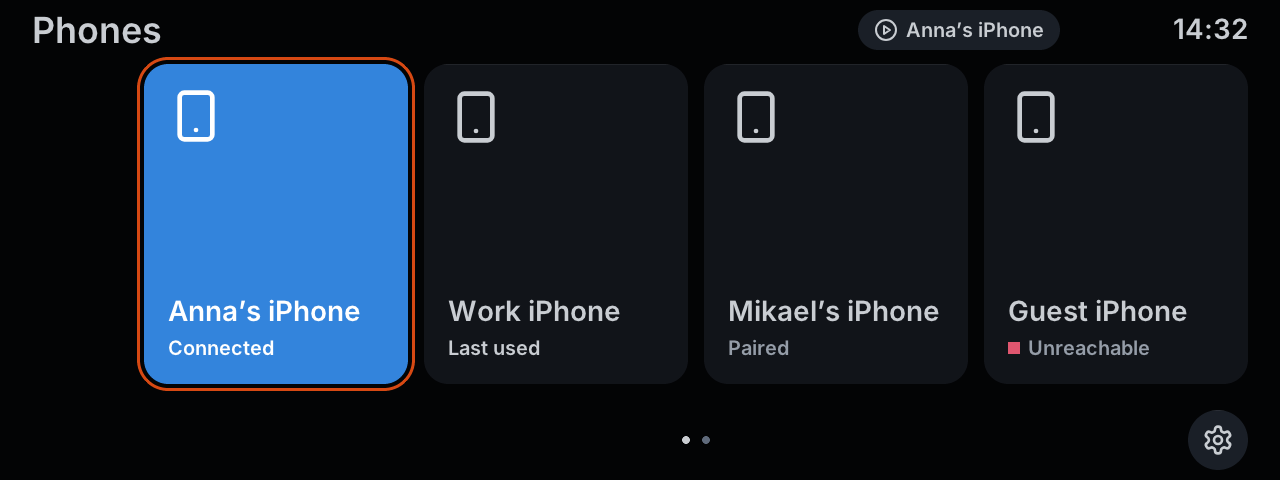 Phones
Anna’s iPhone
14:32
Anna’s iPhone
Connected
Work iPhone
Last used
Mikael’s iPhone
Paired
Guest iPhone
Unreachable